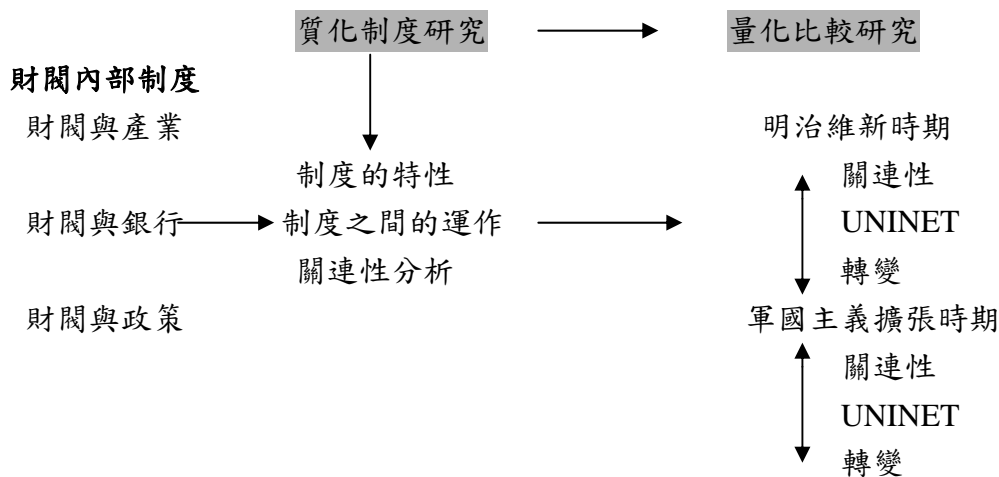 質化制度研究 量化比較研究
財閥內部制度
財閥與產業 明治維新時期
制度的特性 關連性
財閥與銀行 制度之間的運作 UNINET
關連性分析 轉變
財閥與政策 軍國主義擴張時期
關連性
UNINET
轉變